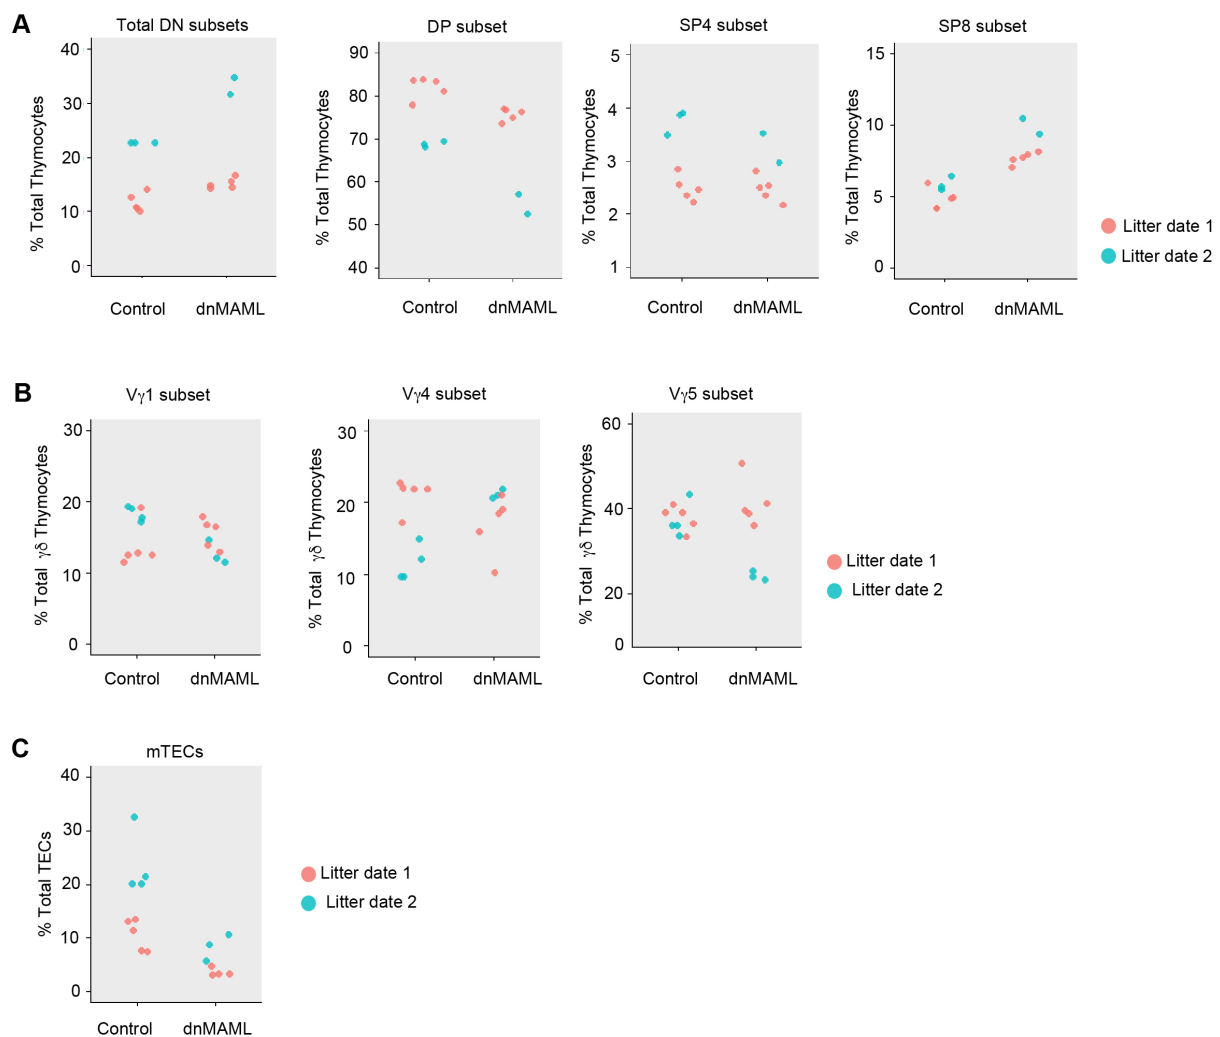 A
Total DN subsets
DP subset
SP4 subset
SP8 subset
% Total Thymocytes
40
30
20
10
0
% Total Thymocytes
90
80
70
60
50
40
% Total Thymocytes
5
4
3
2
1
% Total Thymocytes
15
10
5
0
Control dnMAML
Control dnMAML
Control dnMAML
Control dnMAML
Litter date 1
Litter date 2
B
Vγ1 subset
Vγ4 subset
Vγ5 subset
% Total γδ Thymocytes
30
20
10
0
% Total γδ Thymocytes
30
20
10
0
% Total γδ Thymocytes
60
40
20
0
Control dnMAML
Control dnMAML
Control dnMAML
Litter date 1
Litter date 2
C
mTECs
% Total TECs
40
30
20
10
0
Control dnMAML
Litter date 1
Litter date 2